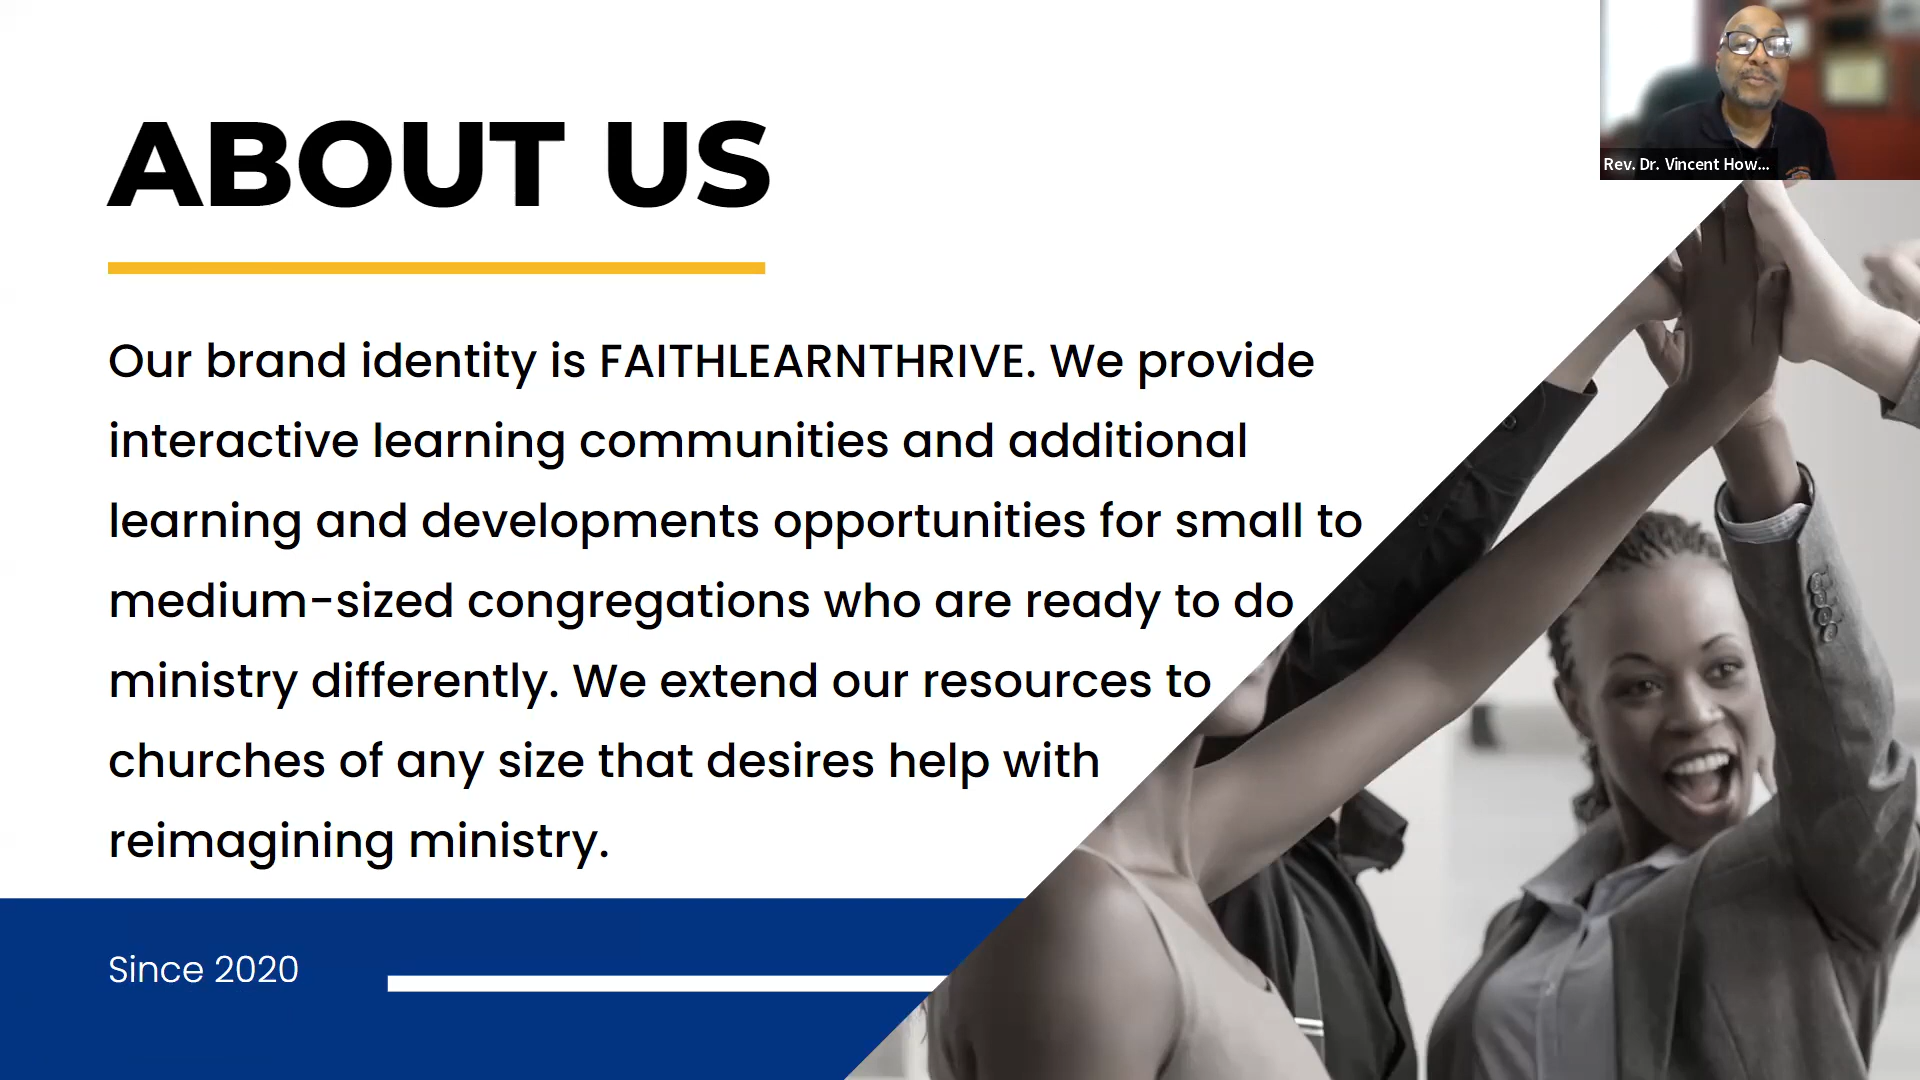 ABOUT US
Rev. Dr. Vincent How...
Our brand identity is FAITHLEARNTHRIVE. We provide
interactive learning communities and additional
learning and developments opportunities for small to
medium-sized congregations who are ready to do
ministry differently. We extend our resources to
churches of any size that desires help with
reimagining ministry.
Since 2020